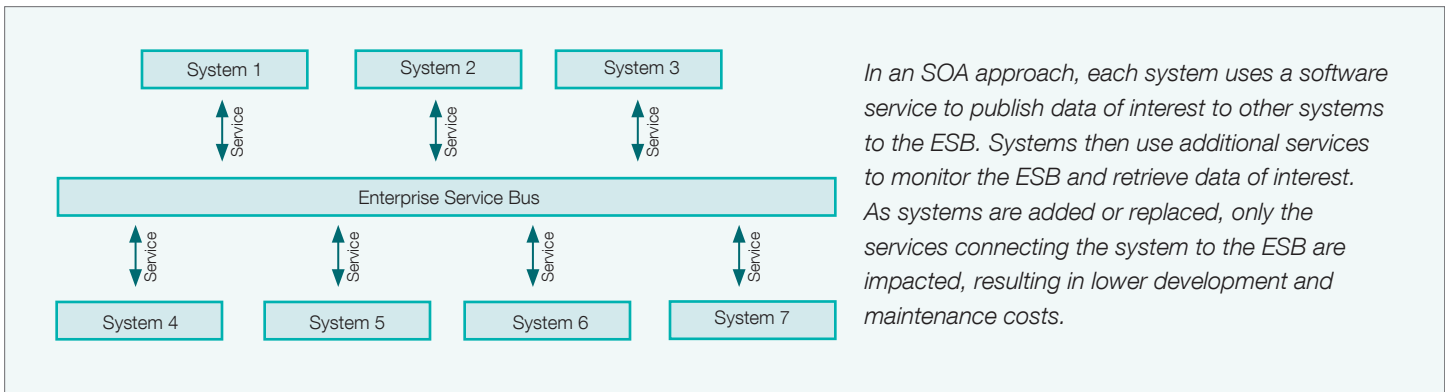 System 1
System 2
System 3
Service
Service
Service
Enterprise Service Bus
Service
Service
Service
Service
System 4
System 5
System 6
System 7
In an SOA approach, each system uses a software
service to publish data of interest to other systems
to the ESB. Systems then use additional services
to monitor the ESB and retrieve data of interest.
As systems are added or replaced, only the
services connecting the system to the ESB are
impacted, resulting in lower development and
maintenance costs.